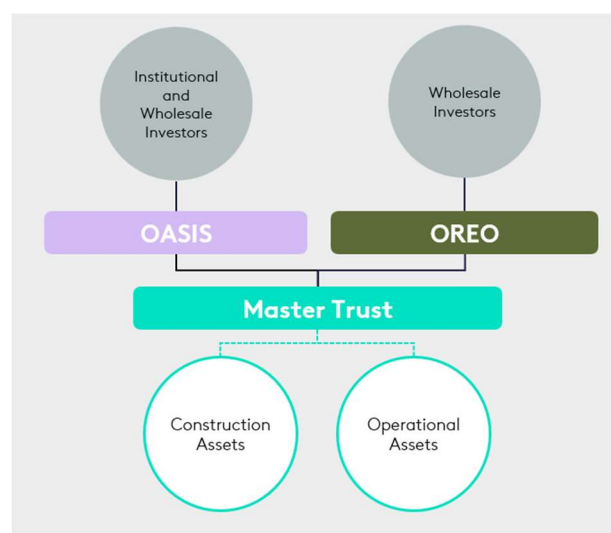 Institutional
and
Wholesale
Investors
Wholesale
Investors
OASIS
OREO
Master Trust
Construction
Assets
Operational
Assets